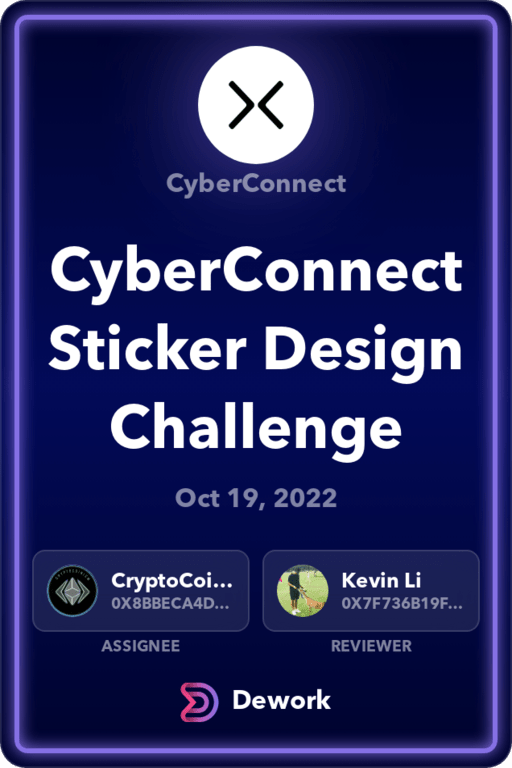 CyberConnect
CyberConnect
Sticker Design
Challenge
Oct 19, 2022
CryptoCoi...
0X8BBECA4D...
Kevin Li
0X7F736B19F...
ASSIGNEE
REVIEWER
Dework